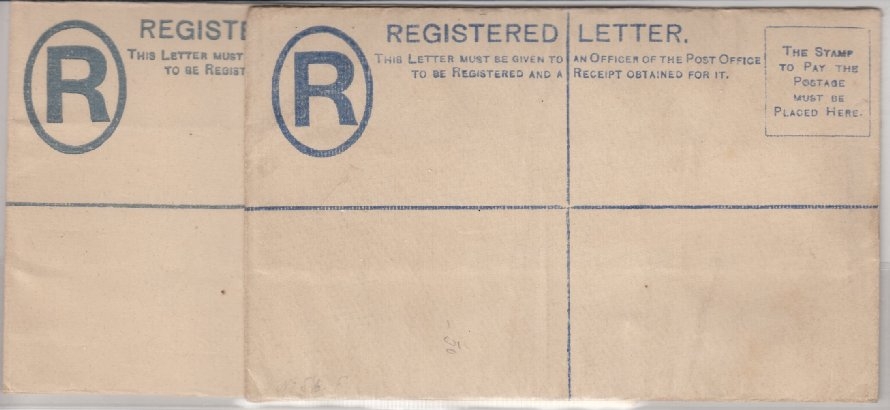 R
REGISTE
THIS LETTER MUST
TO BE REGIST
R
REGISTERED LETTER.
THIS LETTER MUST BE GIVEN TO AN OFFICER OF THE POST OFFICE
TO BE REGISTERED AND A RECEIPT OBTAINED FOR IT.
THE STAMP
TO PAY THE
POSTAGE
MUST BE
PLACED HERE.